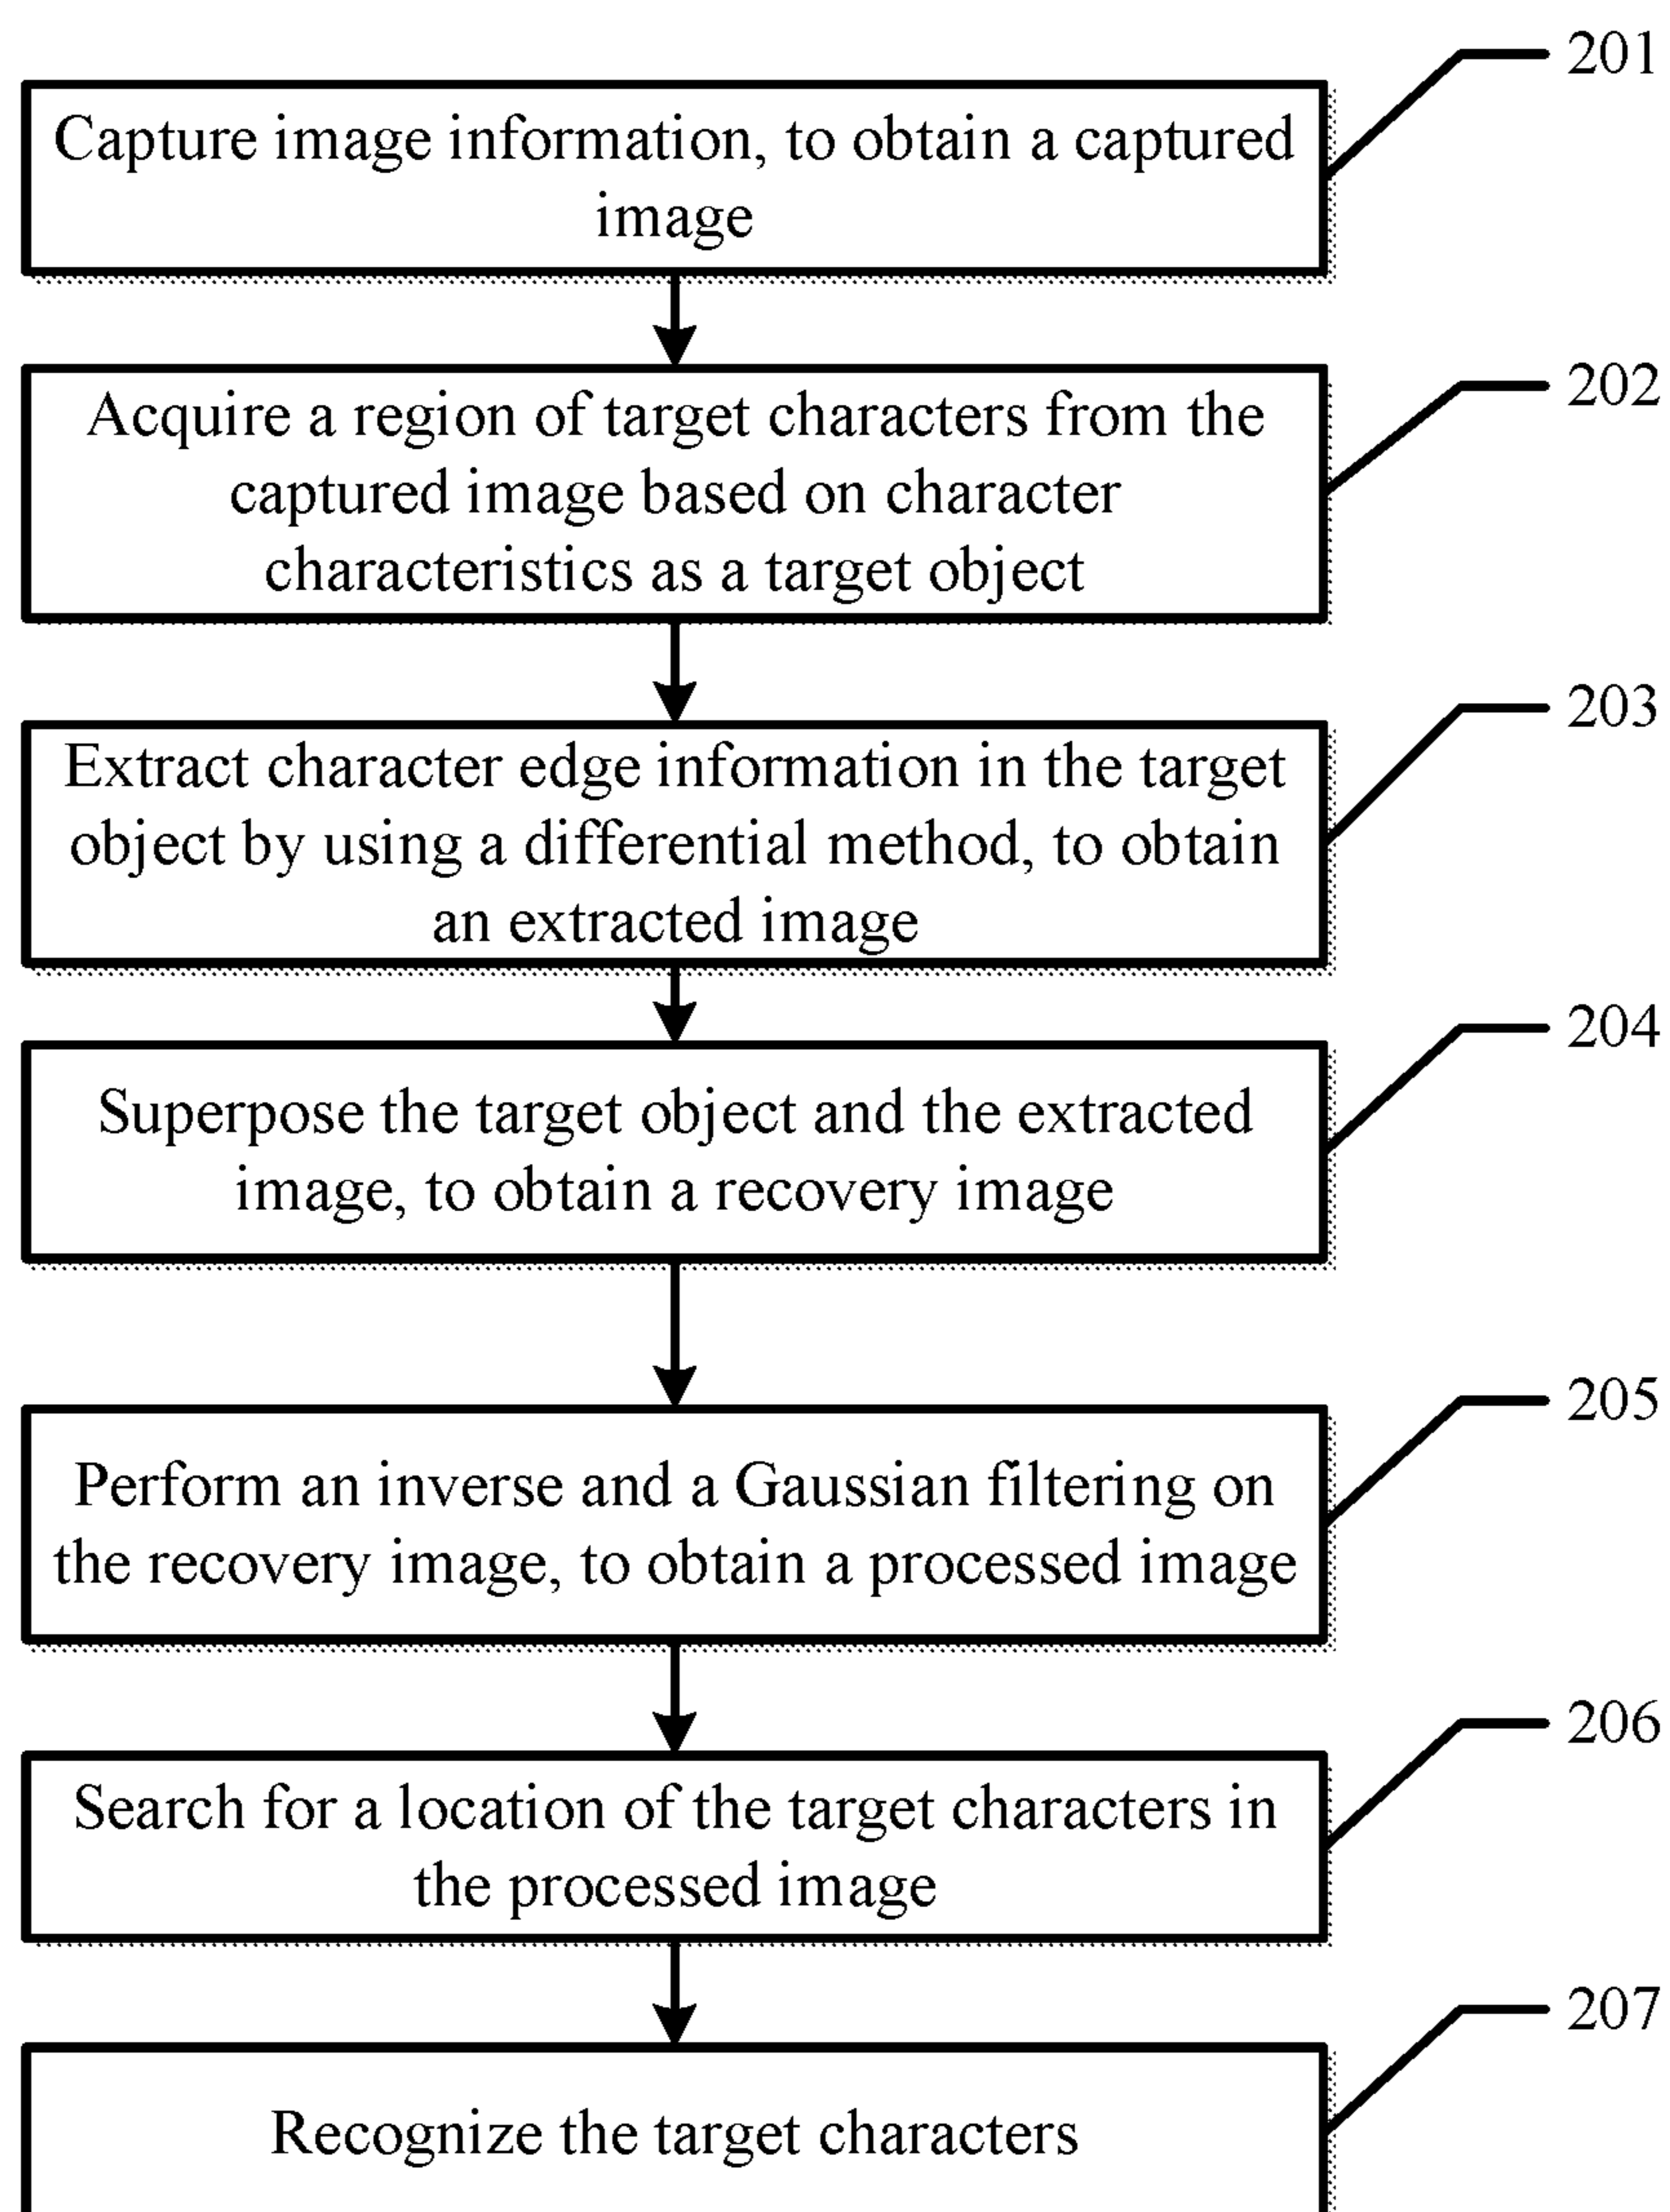 201
Capture image information, to obtain a captured
image
202
Acquire a region of target characters from the
captured image based on character
characteristics as a target object
203
Extract character edge information in the target
object by using a differential method, to obtain
an extracted image
204
Superpose the target object and the extracted
image, to obtain a recovery image
205
Perform an inverse and a Gaussian filtering on
the recovery image, to obtain a processed image
206
Search for a location of the target characters in
the processed image
207
Recognize the target characters